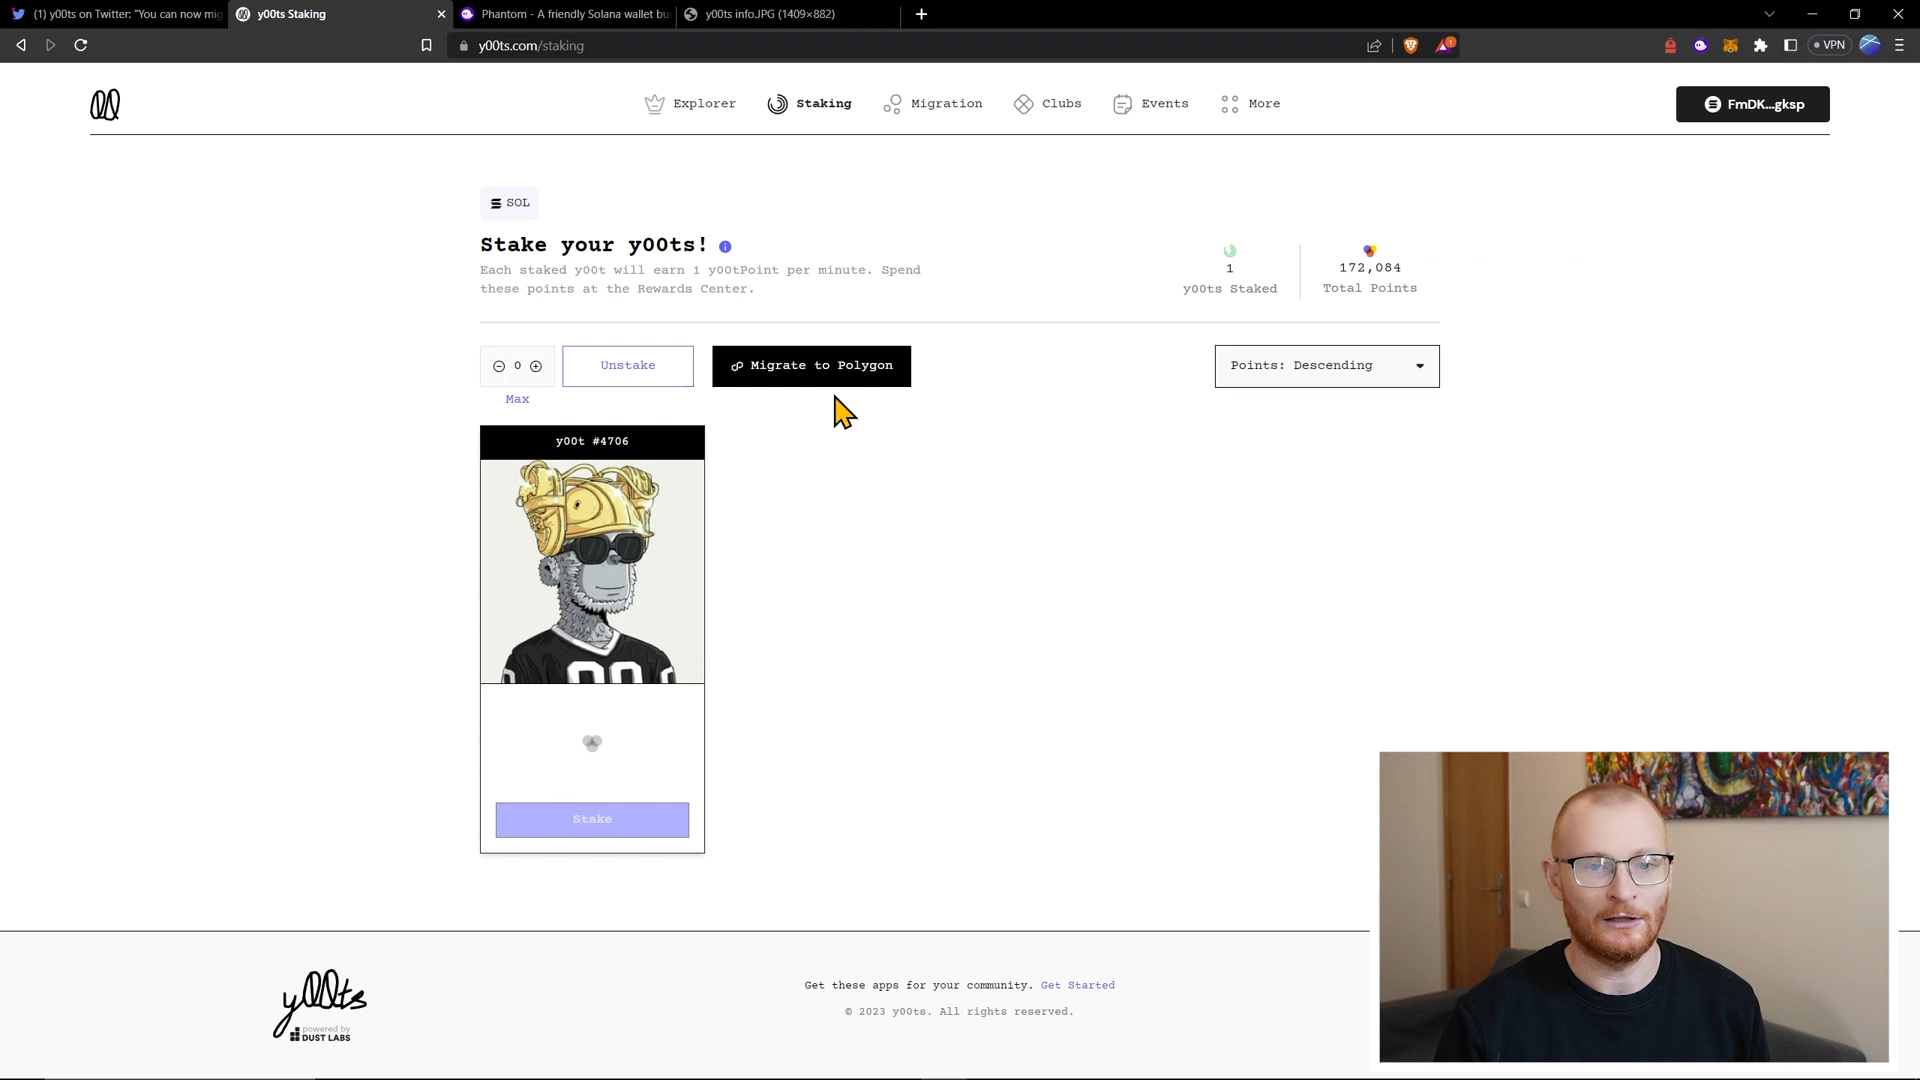 (1) y00ts on Twitter: "You can now mig
y00ts Staking
Phantom - A friendly Solana wallet bu
y00ts info.JPG (1409×882)
y00ts.com/staking
1
VPN
Explorer
Staking
Migration
Clubs
Events
More
FmDK...gksp
SOL
Stake your y00ts!
Each staked y00t will earn 1 y00tPoint per minute. Spend
these points at the Rewards Center.
1
y00ts Staked
172,084
Total Points
0
Max
Unstake
Migrate to Polygon
Points: Descending
y00t #4706
00
Stake
y00ts
powered by
DUST LABS
Get these apps for your community. Get Started
© 2023 y00ts. All rights reserved.